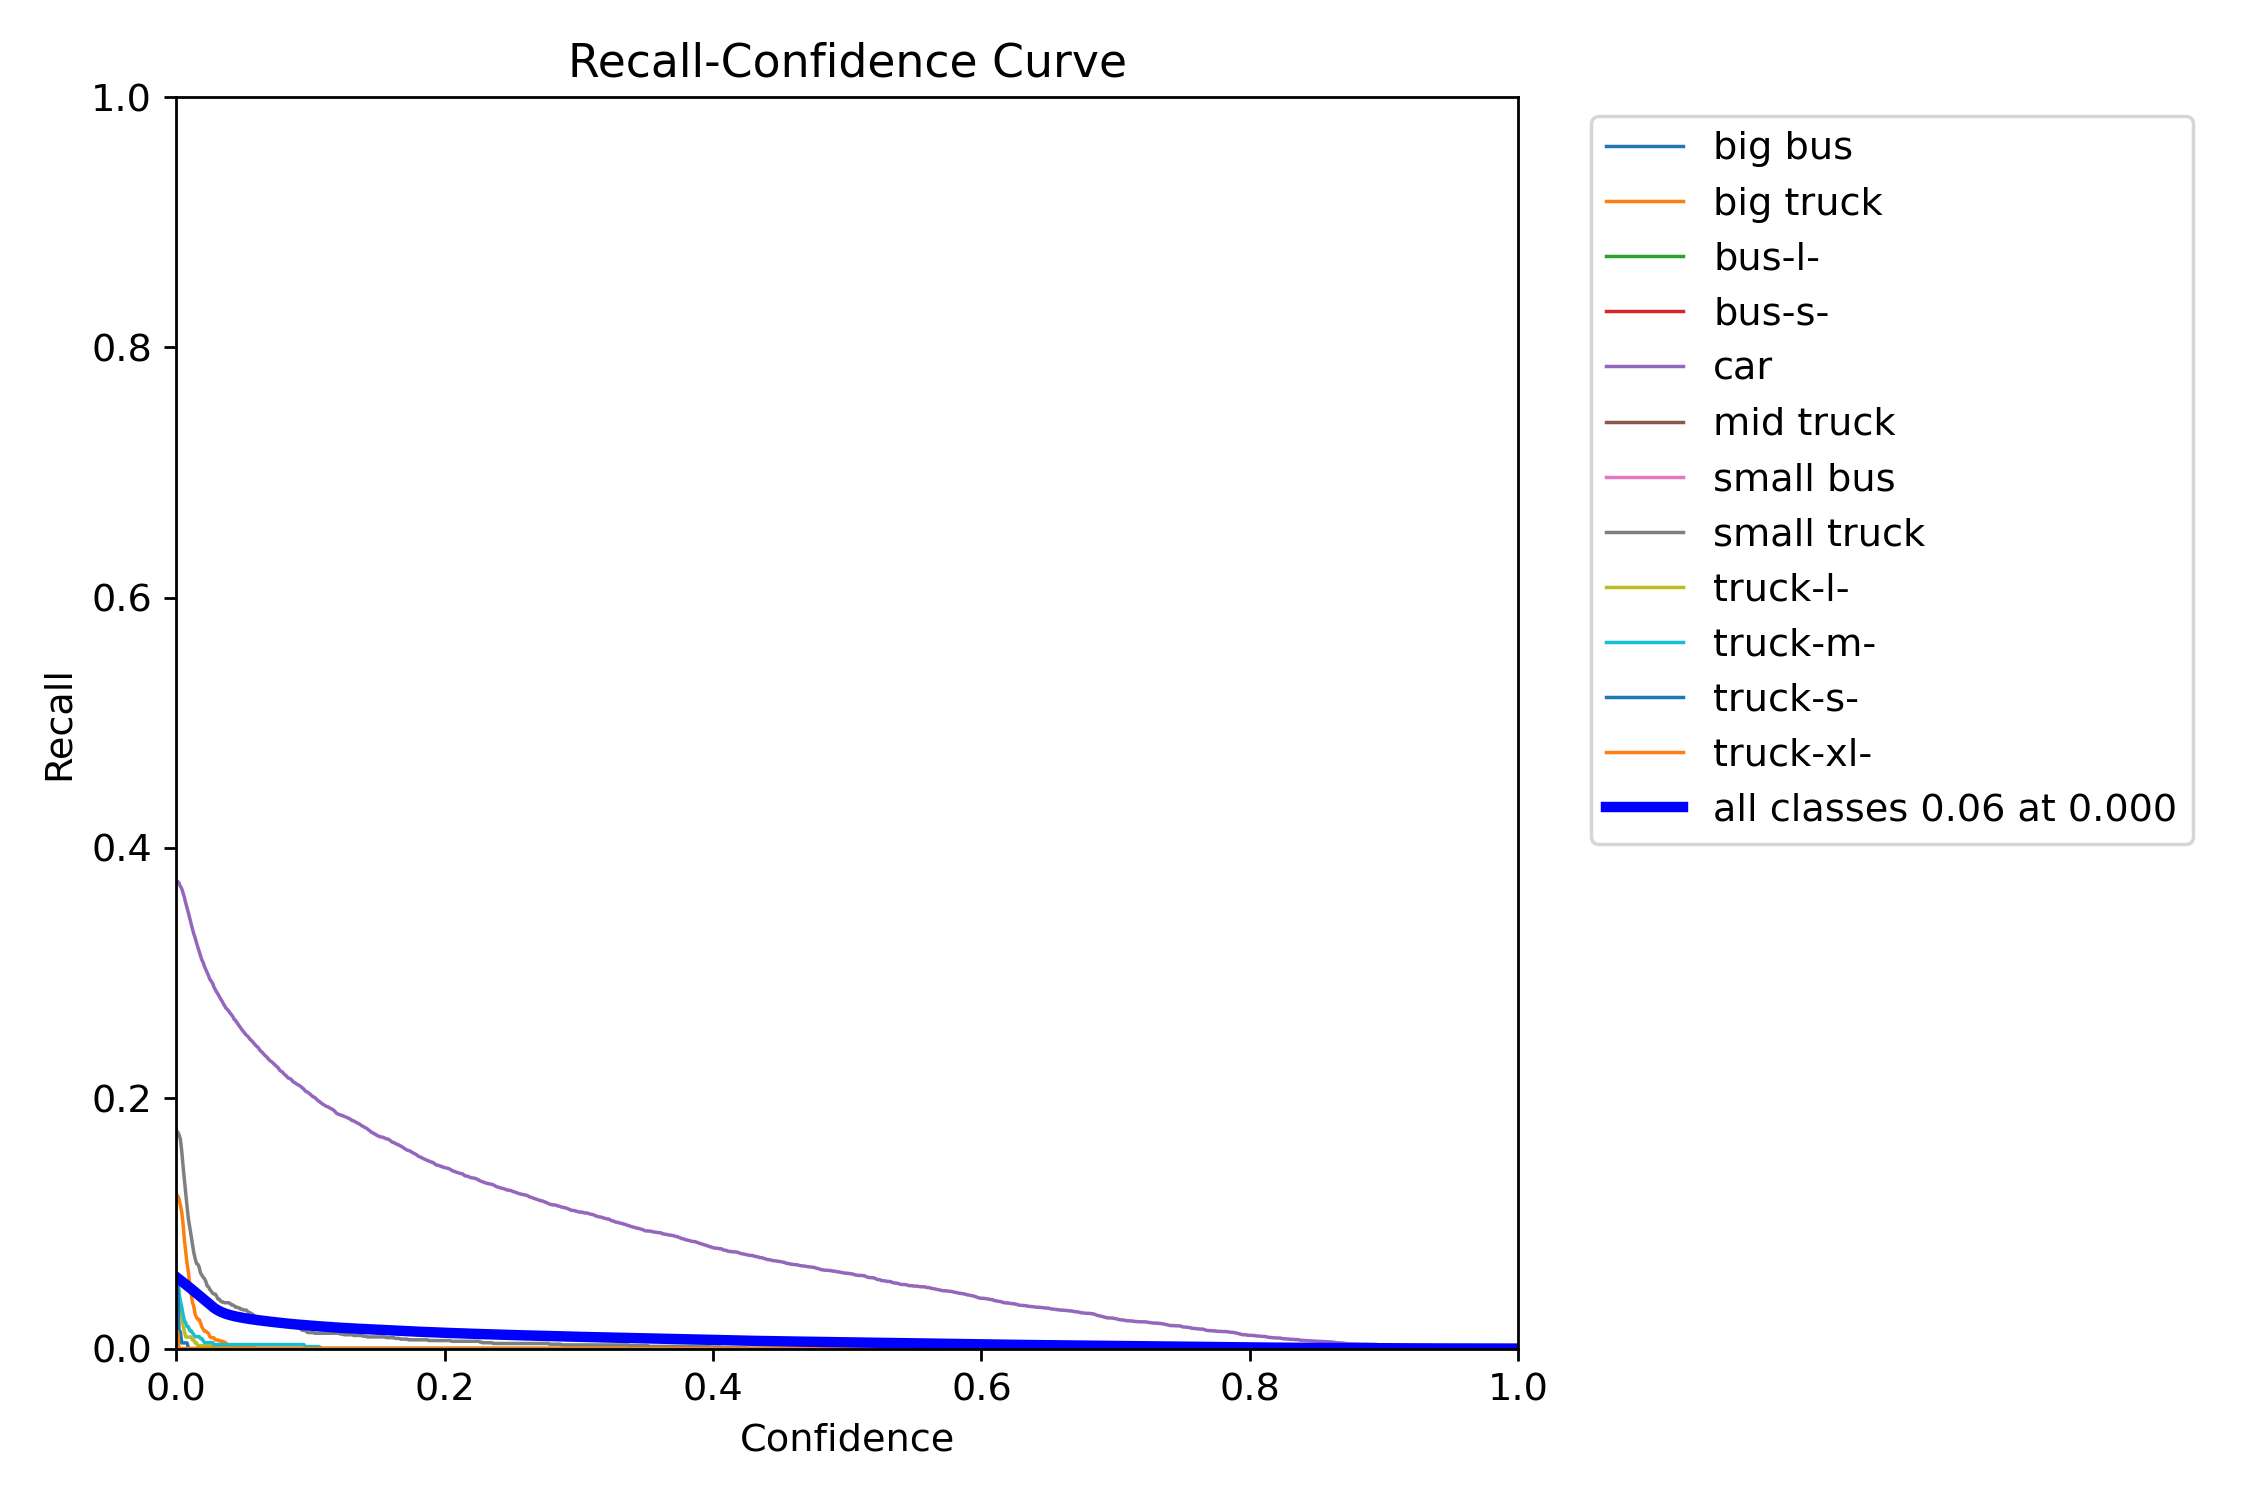 Recall-Confidence Curve
1.0
0.8
0.6
0.4
0.2
0.0
Recall
0.0 0.2 0.4 0.6 0.8 1.0
Confidence
big bus
big truck
bus-l-
bus-s-
car
mid truck
small bus
small truck
truck-l-
truck-m-
truck-s-
truck-xl-
all classes 0.06 at 0.000